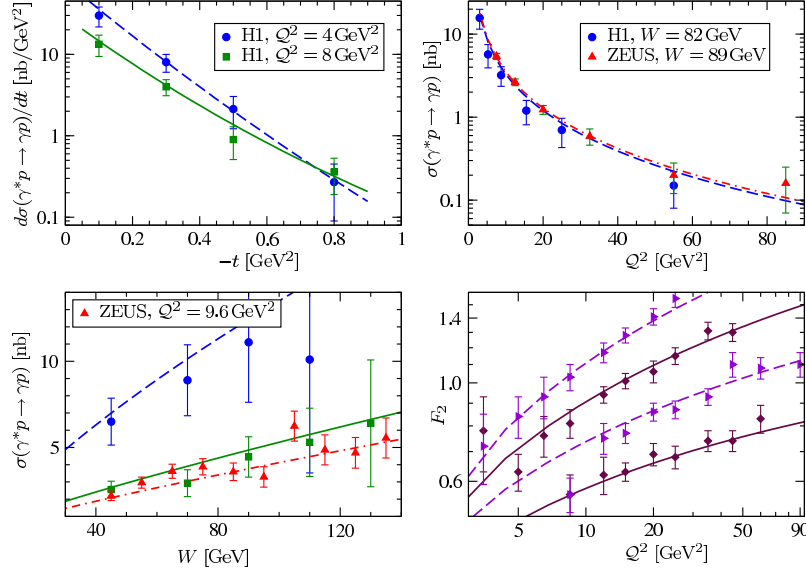 dσ(γ*p → γp)/dt [nb/GeV²]
10
1
0.1
H1, Q² = 4 GeV²
H1, Q² = 8 GeV²
0 0.2 0.4 0.6 0.8 1
−t [GeV²]
σ(γ*p → γp) [nb]
10
1
0.1
H1, W = 82 GeV
ZEUS, W = 89 GeV
0 20 40 60 80
Q² [GeV²]
σ(γ*p → γp) [nb]
10
5
ZEUS, Q² = 9.6 GeV²
40 80 120
W [GeV]
F₂
1.4
1.0
0.6
5 10 20 50 90
Q² [GeV²]